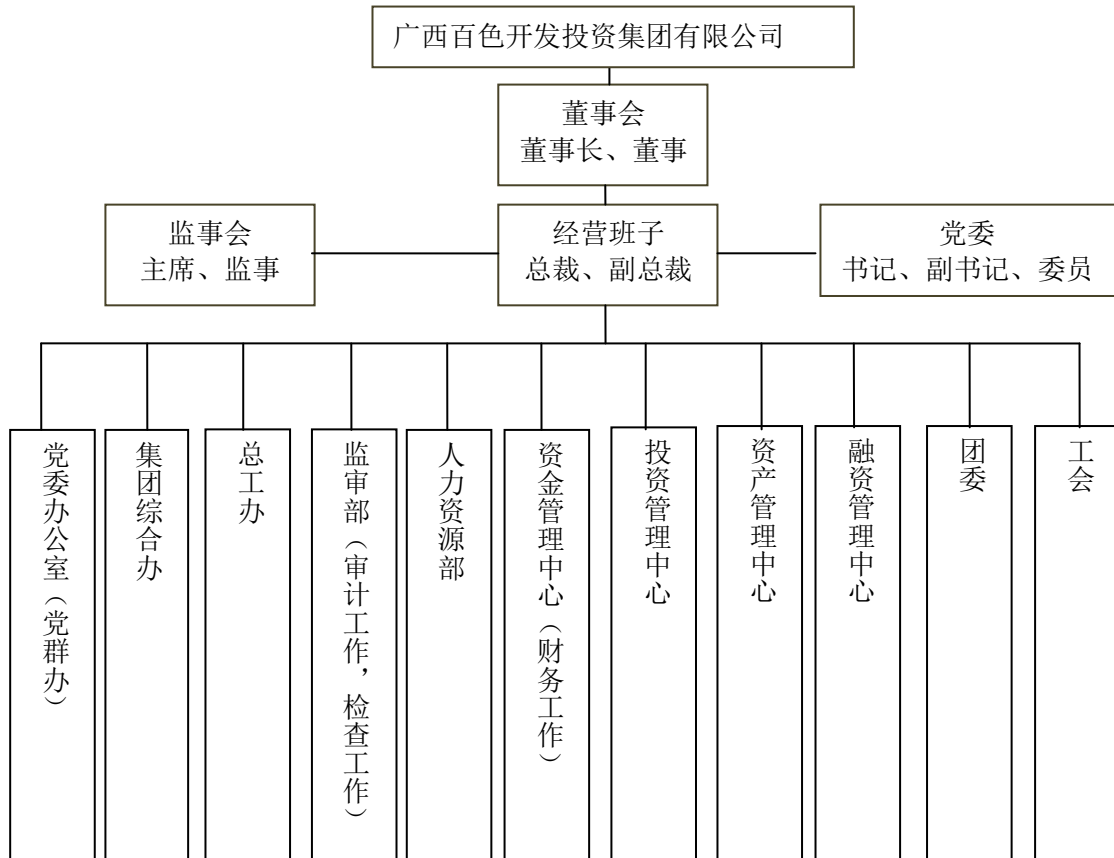 广西百色开发投资集团有限公司
董事会
董事长、董事
监事会
主席、监事
经营班子
总裁、副总裁
党委
书记、副书记、委员
党委办公室（党群办）
集团综合办
总工办
监审部（审计工作，检查工作）
人力资源部
资金管理中心（财务工作）
投资管理中心
资产管理中心
融资管理中心
团委
工会